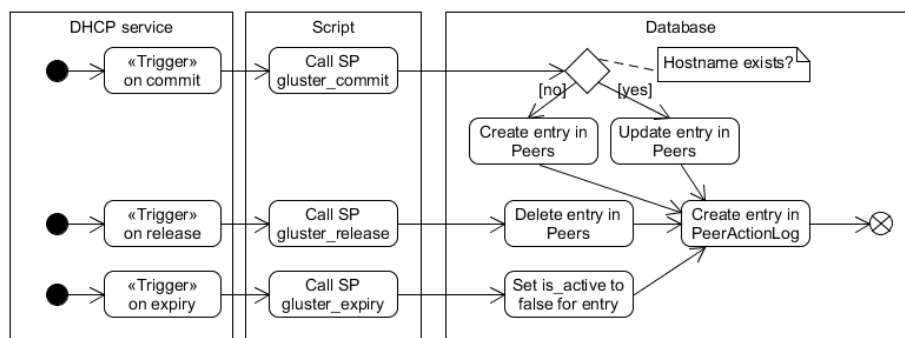 DHCP service
Script
Database
«Trigger»
on commit
Call SP
gluster_commit
Hostname exists?
[no]
[yes]
Create entry in
Peers
Update entry in
Peers
«Trigger»
on release
Call SP
gluster_release
Delete entry in
Peers
Create entry in
PeerActionLog
«Trigger»
on expiry
Call SP
gluster_expiry
Set is_active to
false for entry